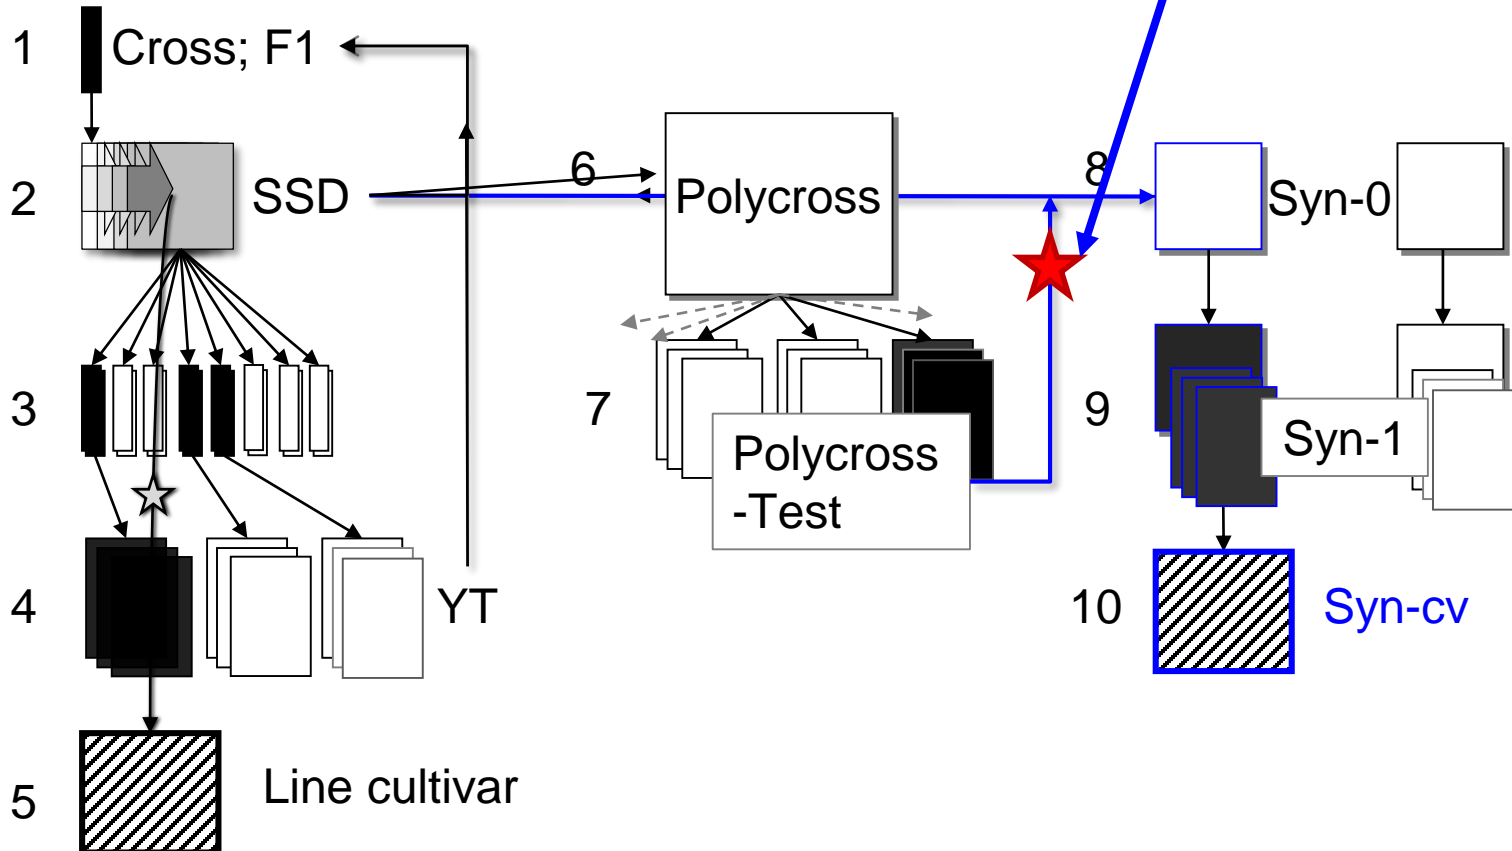 1 Cross; F1
2 SSD 6 Polycross 8 Syn-0
3 7 Polycross 9 Syn-1
-Test
4 YT 10 Syn-cv
5 Line cultivar